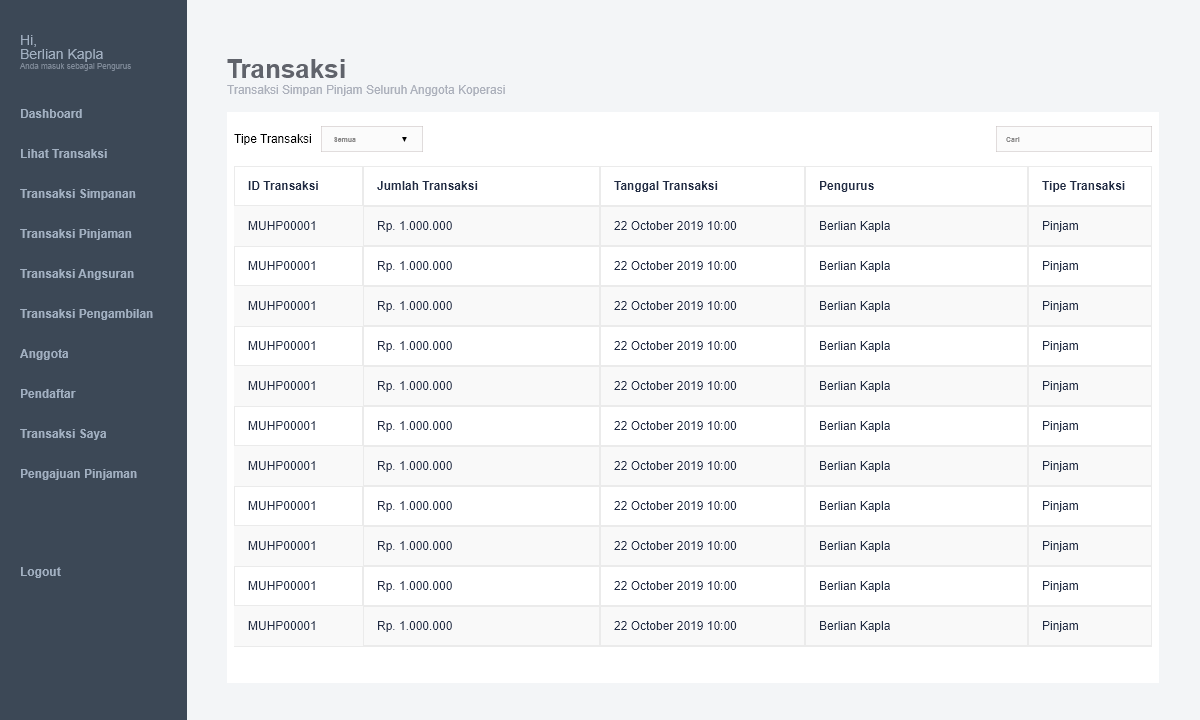 Hi,
Berlian Kapla
Anda masuk sebagai Pengurus
Dashboard
Lihat Transaksi
Transaksi Simpanan
Transaksi Pinjaman
Transaksi Angsuran
Transaksi Pengambilan
Anggota
Pendaftar
Transaksi Saya
Pengajuan Pinjaman
Logout
Transaksi
Transaksi Simpan Pinjam Seluruh Anggota Koperasi
Tipe Transaksi Semua ▼ Cari
ID Transaksi Jumlah Transaksi Tanggal Transaksi Pengurus Tipe Transaksi
MUHP00001 Rp. 1.000.000 22 October 2019 10:00 Berlian Kapla Pinjam
MUHP00001 Rp. 1.000.000 22 October 2019 10:00 Berlian Kapla Pinjam
MUHP00001 Rp. 1.000.000 22 October 2019 10:00 Berlian Kapla Pinjam
MUHP00001 Rp. 1.000.000 22 October 2019 10:00 Berlian Kapla Pinjam
MUHP00001 Rp. 1.000.000 22 October 2019 10:00 Berlian Kapla Pinjam
MUHP00001 Rp. 1.000.000 22 October 2019 10:00 Berlian Kapla Pinjam
MUHP00001 Rp. 1.000.000 22 October 2019 10:00 Berlian Kapla Pinjam
MUHP00001 Rp. 1.000.000 22 October 2019 10:00 Berlian Kapla Pinjam
MUHP00001 Rp. 1.000.000 22 October 2019 10:00 Berlian Kapla Pinjam
MUHP00001 Rp. 1.000.000 22 October 2019 10:00 Berlian Kapla Pinjam
MUHP00001 Rp. 1.000.000 22 October 2019 10:00 Berlian Kapla Pinjam